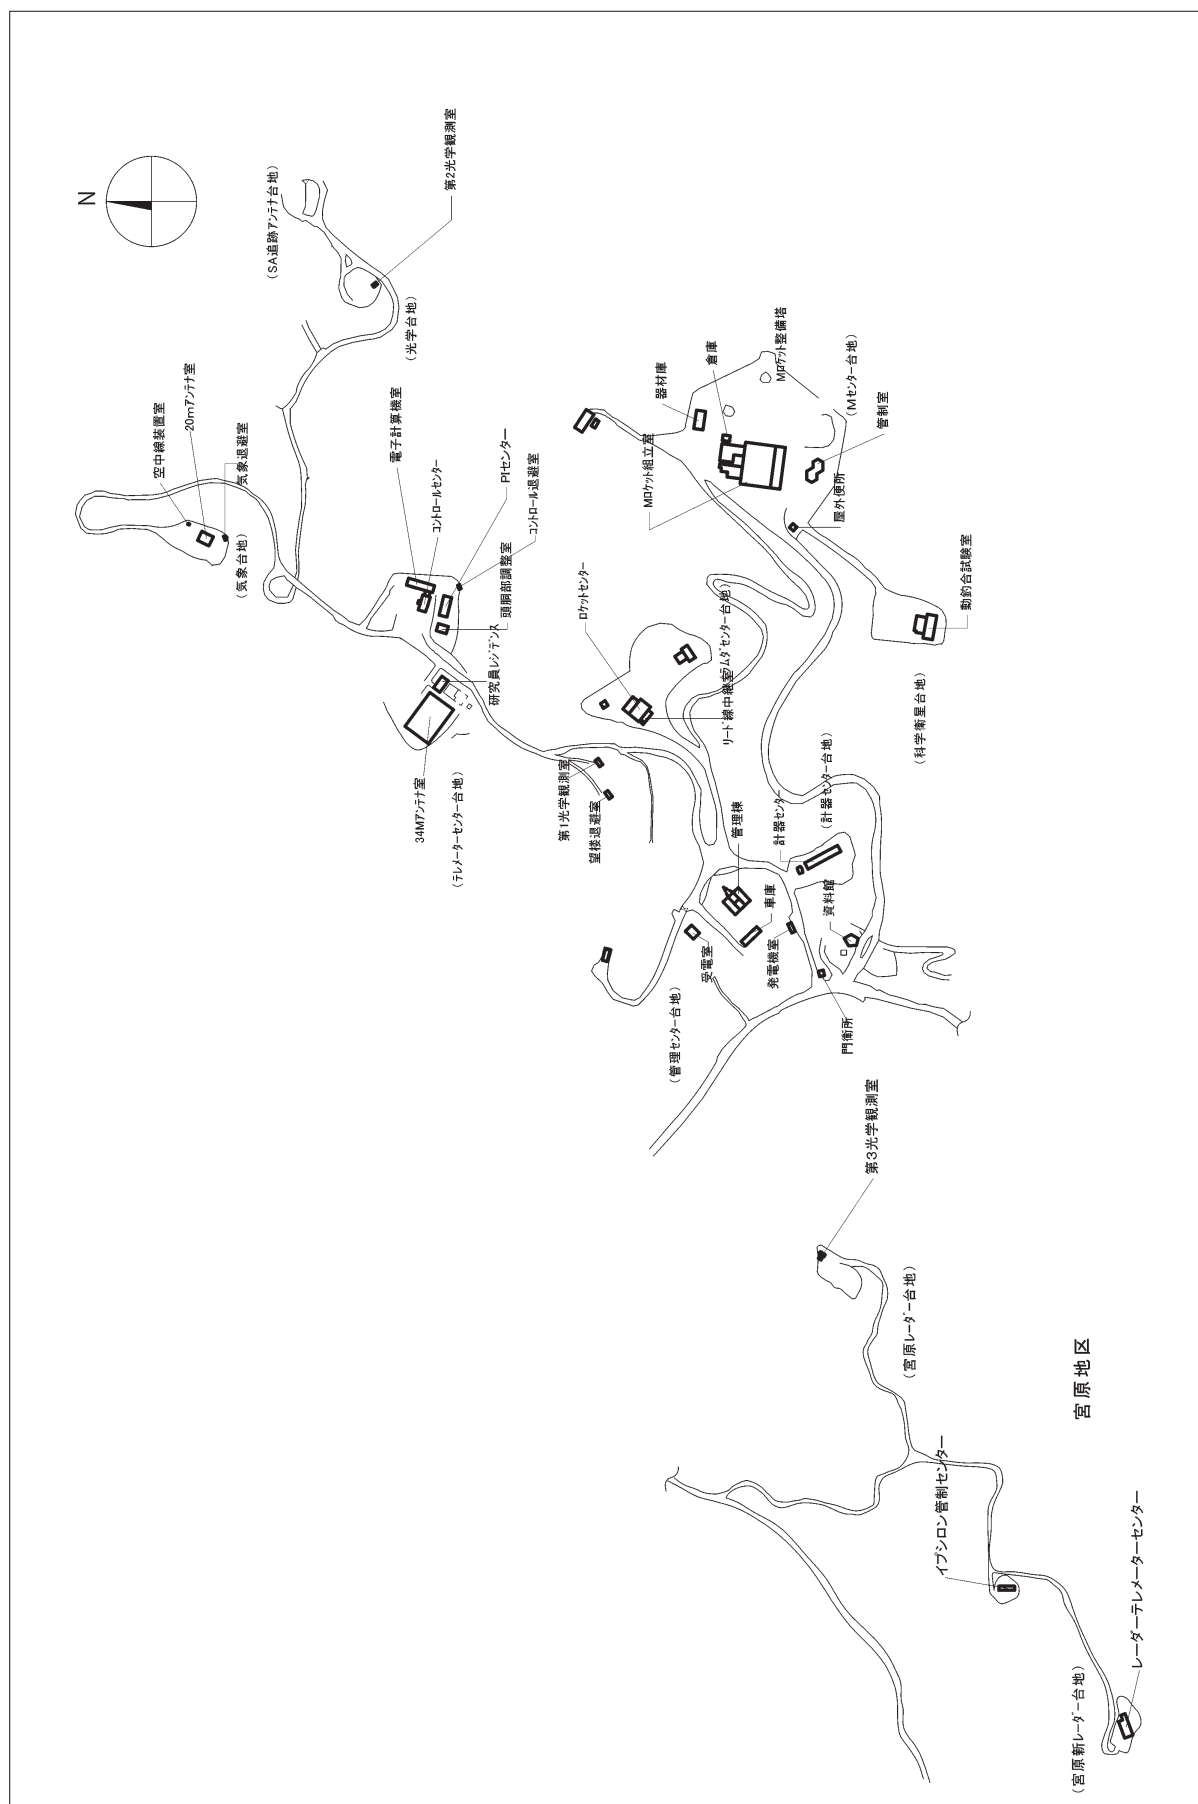 N
(SA追跡アンテナ台地)
第2光学観測室
(光学台地)
空中線装置室
20mアンテナ室
気象退避室
(気象台地)
電子計算機室
コントロールセンター
PIセンター
コントロール退避室
頭胴部調整室
研究員レジデンス
34Mアンテナ室
(テレメーターセンター台地)
器材庫
倉庫
Mロケット整備塔
(Mセンター台地)
管制室
Mロケット組立室
屋外便所
動釣合試験室
(科学衛星台地)
ロケットセンター
(ラムダセンター台地)
リード線中継室
第1光学観測室
望楼退避室
管理棟
計器センター
(計器センター台地)
車庫
資料館
受電室
発電機室
(管理センター台地)
門衛所
第3光学観測室
(宮原レーダー台地)
宮原地区
イプシロン管制センター
レーダーテレメーターセンター
(宮原新レーダー台地)